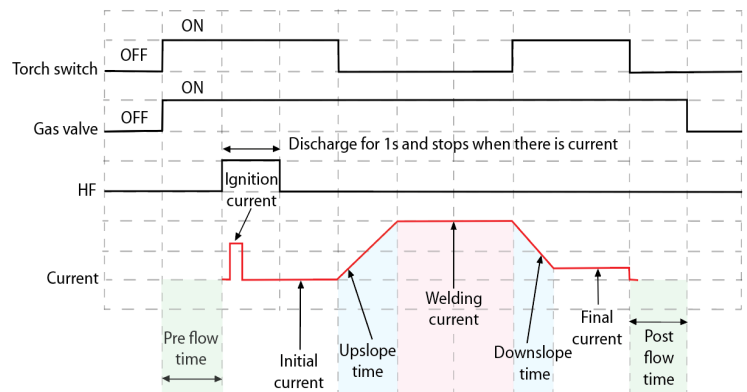 ON
OFF
Torch switch
ON
OFF
Gas valve
Discharge for 1s and stops when there is current
HF
Ignition
current
Current
Welding
current
Pre flow
time
Initial
current
Upslope
time
Downslope
time
Final
current
Post
flow
time